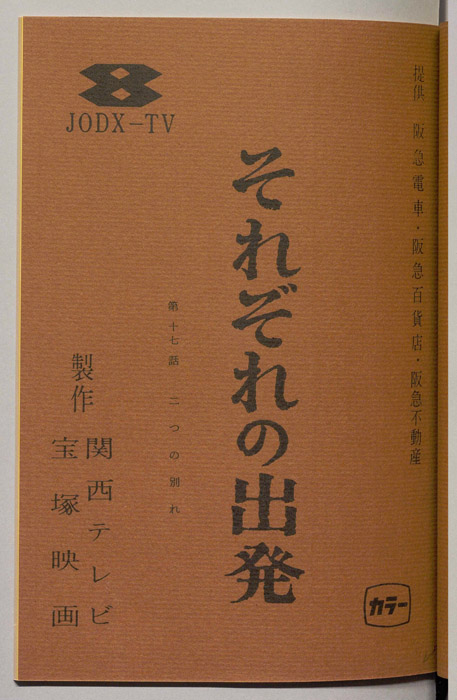 提供　阪急電車・阪急百貨店・阪急不動産
カラー
それぞれの出発
第十七話　二つの別れ
8
JODX-TV
製作
関西テレビ
宝塚映画